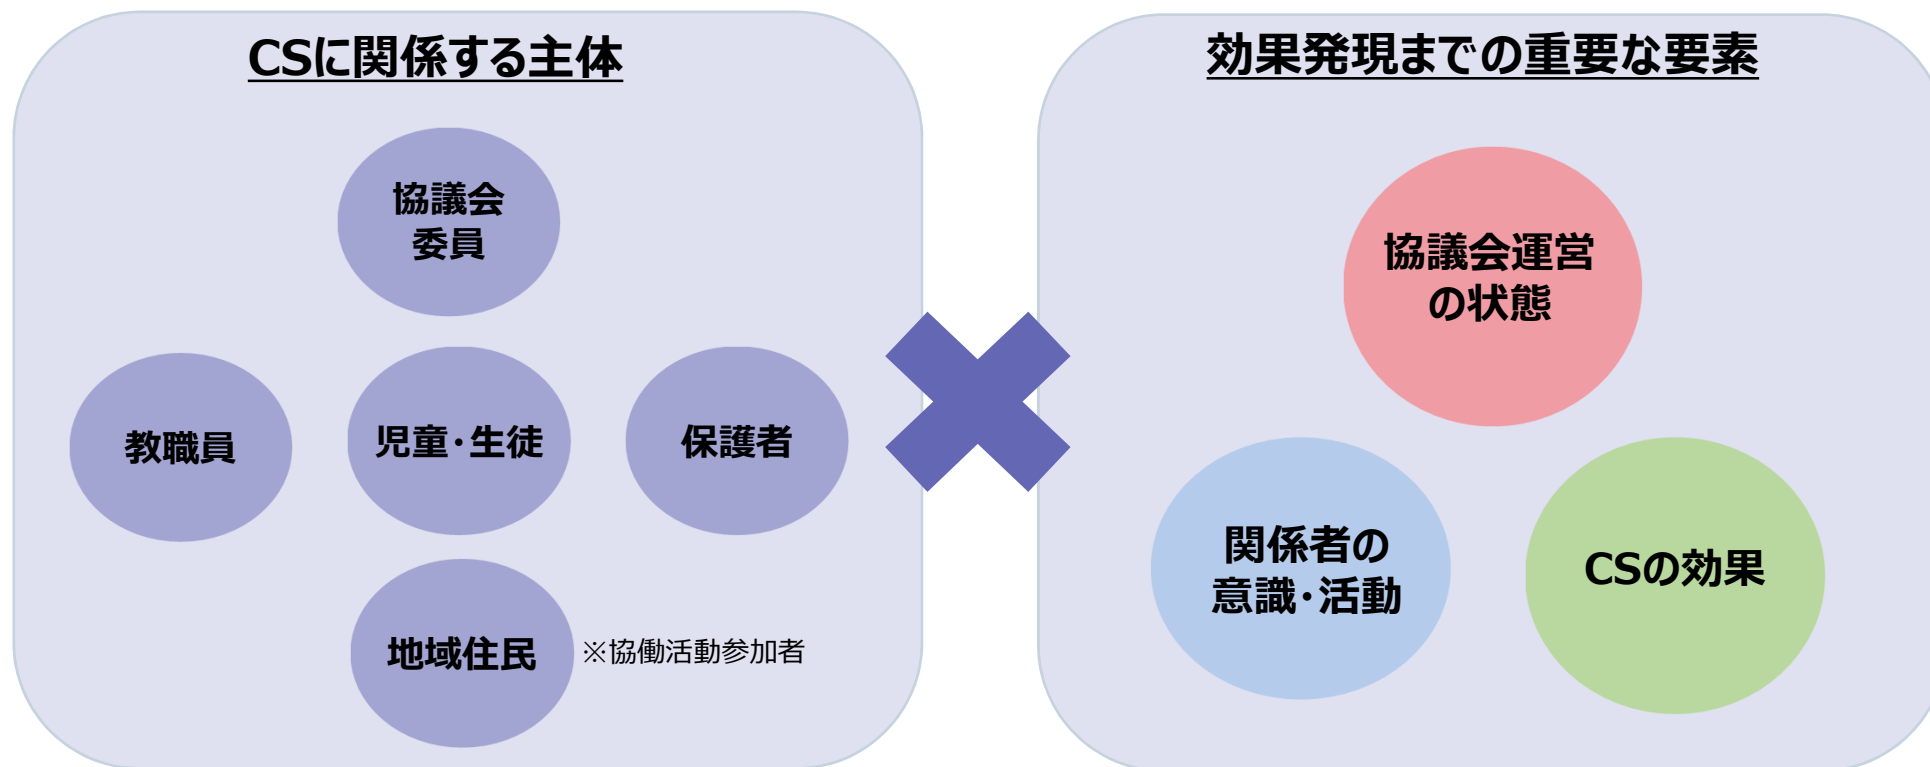 CSに関係する主体
協議会
委員
教職員
児童・生徒
保護者
地域住民
※協働活動参加者
効果発現までの重要な要素
協議会運営
の状態
関係者の
意識・活動
CSの効果